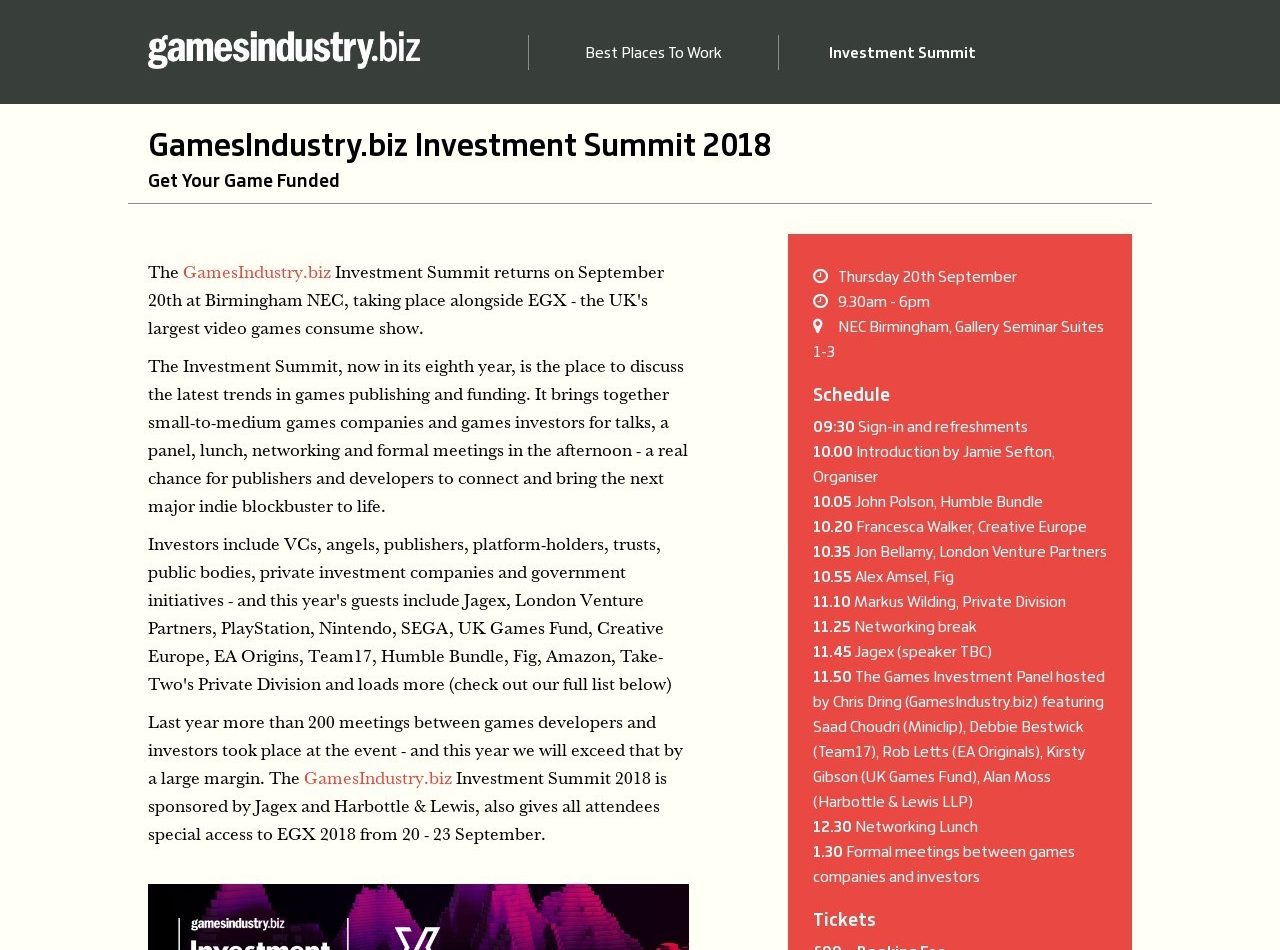 gamesindustry.biz
Best Places To Work
Investment Summit
GamesIndustry.biz Investment Summit 2018
Get Your Game Funded
The GamesIndustry.biz Investment Summit returns on September
20th at Birmingham NEC, taking place alongside EGX - the UK's
largest video games consume show.
The Investment Summit, now in its eighth year, is the place to discuss
the latest trends in games publishing and funding. It brings together
small-to-medium games companies and games investors for talks, a
panel, lunch, networking and formal meetings in the afternoon - a real
chance for publishers and developers to connect and bring the next
major indie blockbuster to life.
Investors include VCs, angels, publishers, platform-holders, trusts,
public bodies, private investment companies and government
initiatives - and this year's guests include Jagex, London Venture
Partners, PlayStation, Nintendo, SEGA, UK Games Fund, Creative
Europe, EA Origins, Team17, Humble Bundle, Fig, Amazon, Take-
Two's Private Division and loads more (check out our full list below)
Last year more than 200 meetings between games developers and
investors took place at the event - and this year we will exceed that by
a large margin. The GamesIndustry.biz Investment Summit 2018 is
sponsored by Jagex and Harbottle & Lewis, also gives all attendees
special access to EGX 2018 from 20 - 23 September.
gamesindustry.biz
Investment
Thursday 20th September
9.30am - 6pm
NEC Birmingham, Gallery Seminar Suites
1-3
Schedule
09:30 Sign-in and refreshments
10.00 Introduction by Jamie Sefton,
Organiser
10.05 John Polson, Humble Bundle
10.20 Francesca Walker, Creative Europe
10.35 Jon Bellamy, London Venture Partners
10.55 Alex Amsel, Fig
11.10 Markus Wilding, Private Division
11.25 Networking break
11.45 Jagex (speaker TBC)
11.50 The Games Investment Panel hosted
by Chris Dring (GamesIndustry.biz) featuring
Saad Choudri (Miniclip), Debbie Bestwick
(Team17), Rob Letts (EA Originals), Kirsty
Gibson (UK Games Fund), Alan Moss
(Harbottle & Lewis LLP)
12.30 Networking Lunch
1.30 Formal meetings between games
companies and investors
Tickets